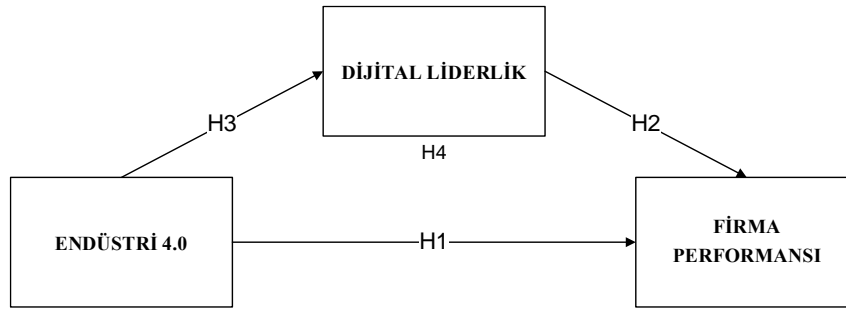 DİJİTAL LİDERLİK
H3
H2
H4
ENDÜSTRİ 4.0
H1
FİRMA
PERFORMANSI